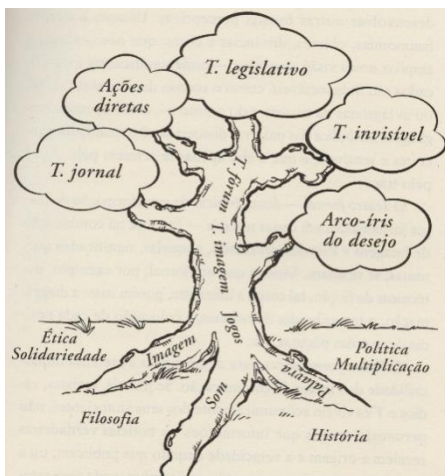 T. legislativo
Ações
diretas
T. invisível
T. jornal
T. forum
T. imagem
Arco-íris
do desejo
jogos
Ética
Solidariedade
Política
Multiplicação
Imagem
Som
Palavra
Filosofia
História